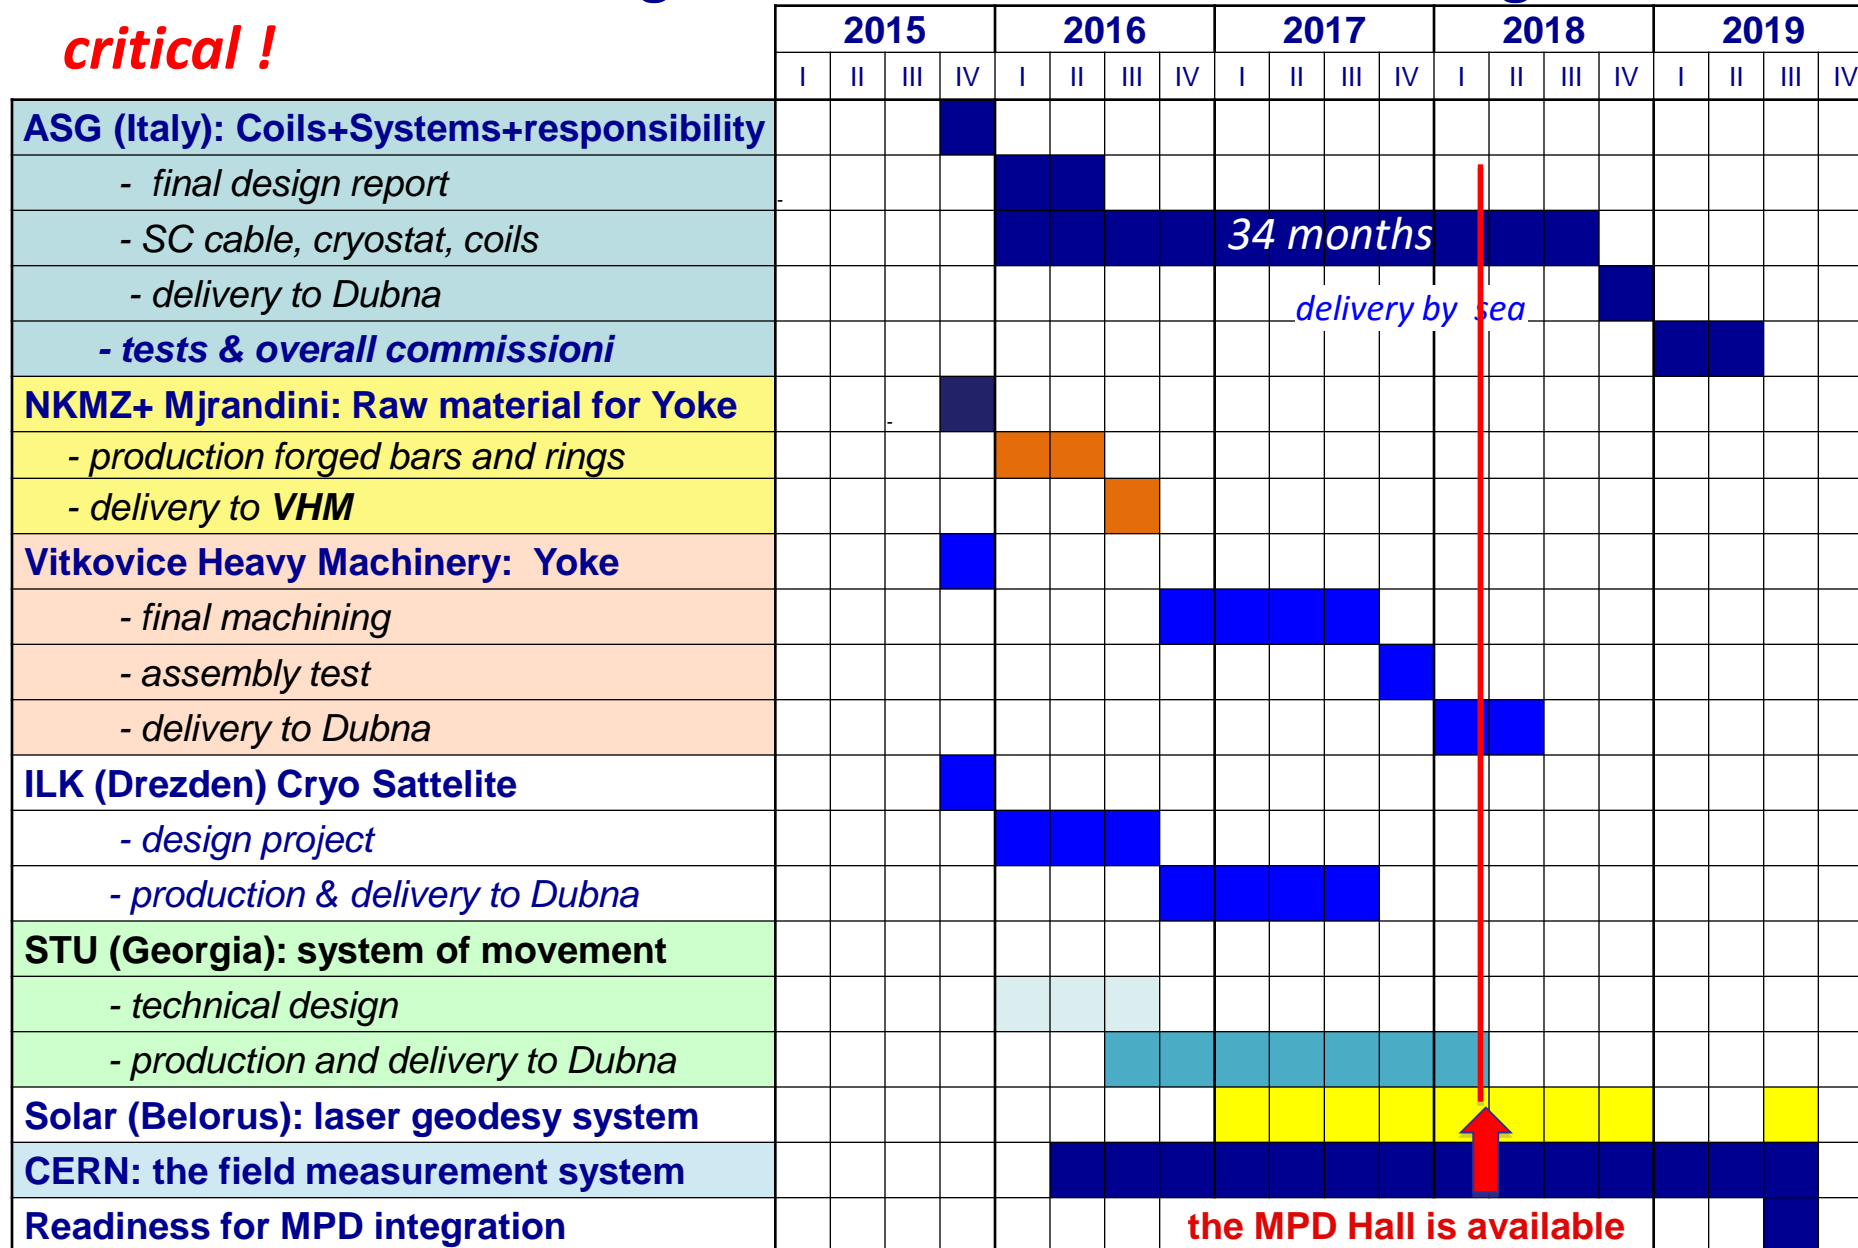 critical !
2015 2016 2017 2018 2019
I II III IV I II III IV I II III IV I II III IV I II III IV
ASG (Italy): Coils+Systems+responsibility
- final design report
-
- SC cable, cryostat, coils
34 months
- delivery to Dubna
delivery by sea
- tests & overall commissioni
NKMZ+ Mjrandini: Raw material for Yoke
-
- production forged bars and rings
- delivery to VHM
Vitkovice Heavy Machinery: Yoke
- final machining
- assembly test
- delivery to Dubna
ILK (Drezden) Cryo Sattelite
- design project
- production & delivery to Dubna
STU (Georgia): system of movement
- technical design
- production and delivery to Dubna
Solar (Belorus): laser geodesy system
CERN: the field measurement system
Readiness for MPD integration
the MPD Hall is available